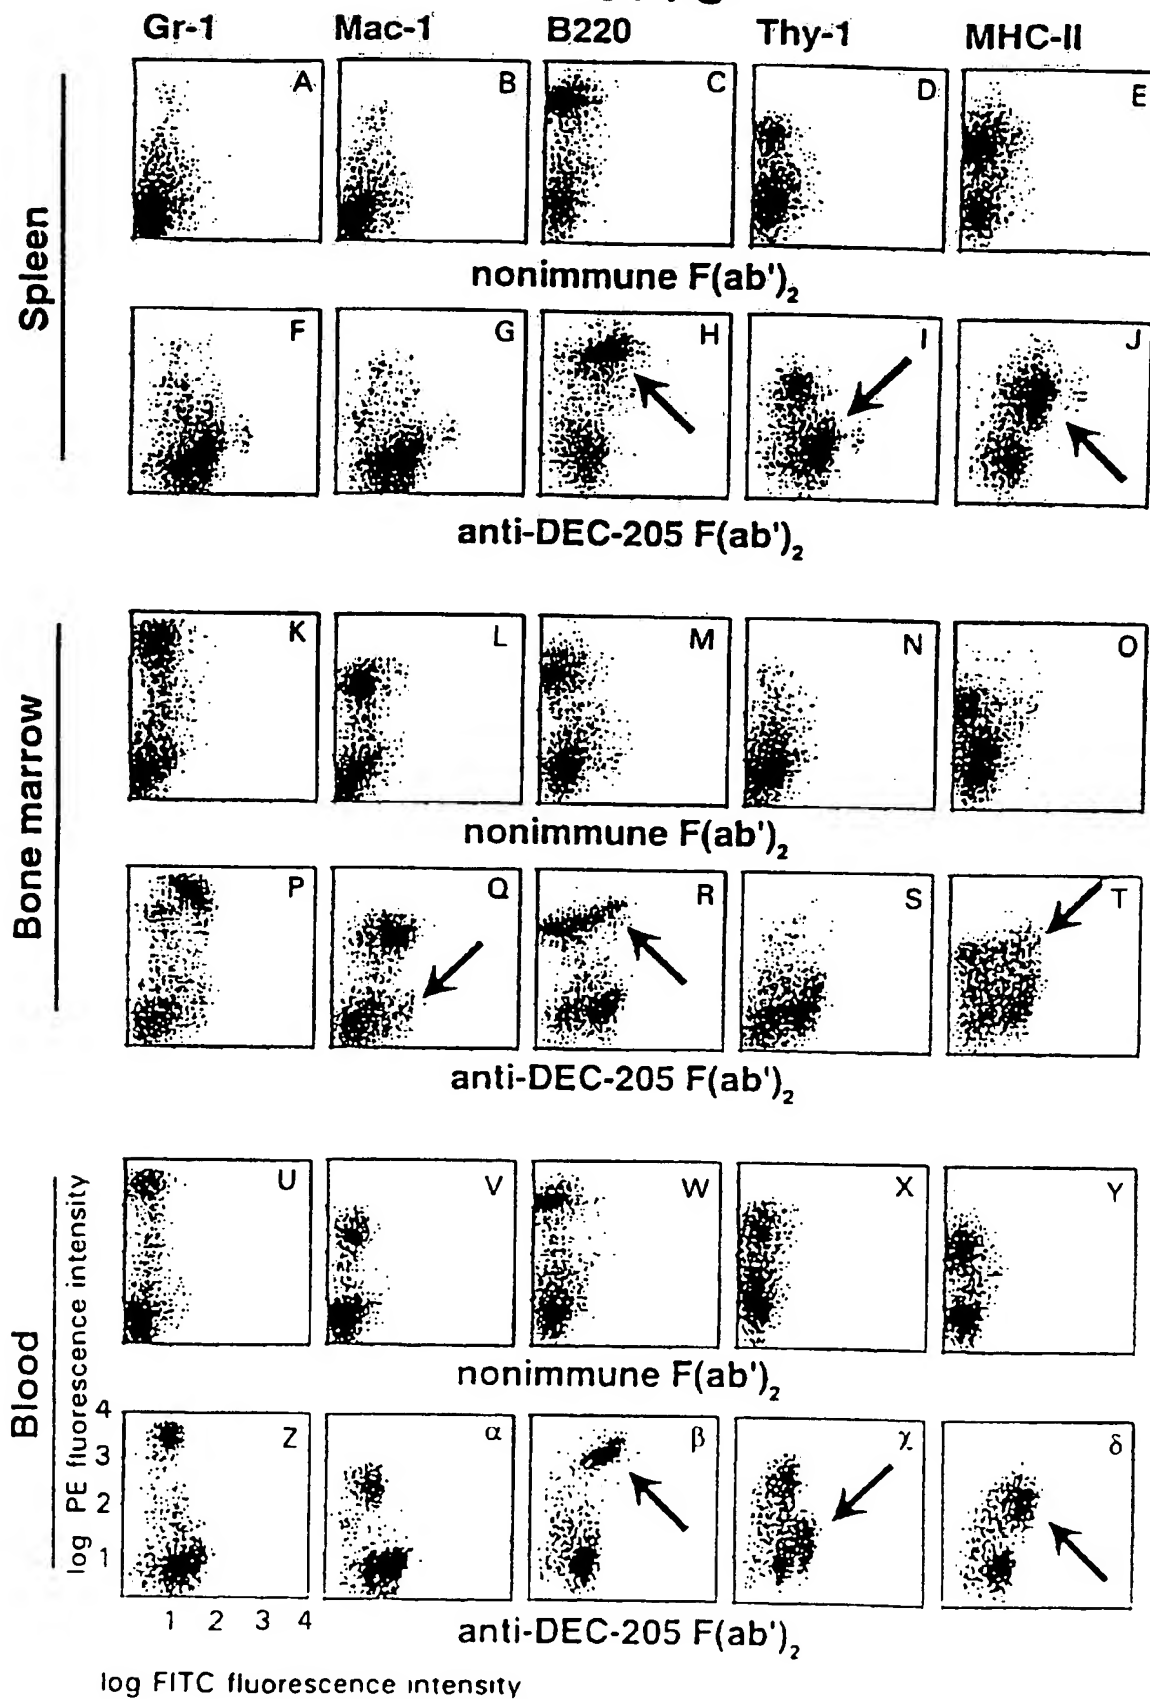 Gr-1 Mac-1 B220 Thy-1 MHC-II
Spleen
A B C D E
nonimmune F(ab')₂
F G H I J
anti-DEC-205 F(ab')₂
Bone marrow
K L M N O
nonimmune F(ab')₂
P Q R S T
anti-DEC-205 F(ab')₂
Blood
log PE fluorescence intensity
U V W X Y
nonimmune F(ab')₂
4
3
2
1
Z α β χ δ
1 2 3 4
anti-DEC-205 F(ab')₂
log FITC fluorescence intensity